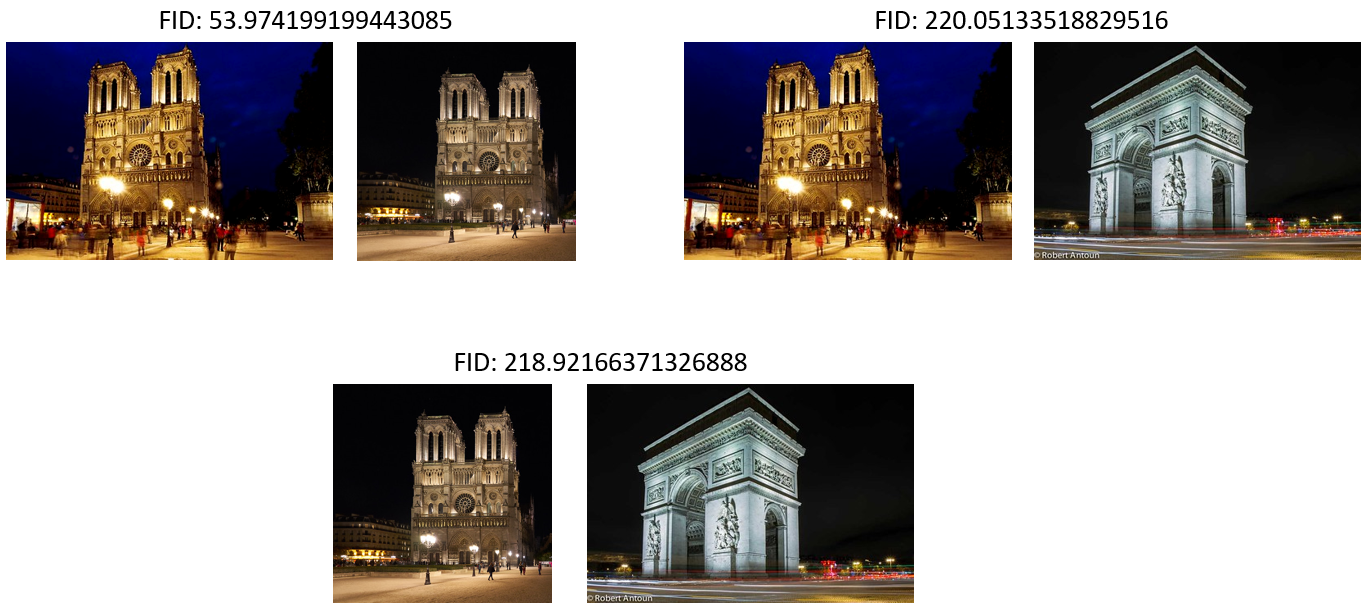 FID: 53.974199199443085
FID: 220.05133518829516
© Robert Antoun
FID: 218.92166371326888
© Robert Antoun